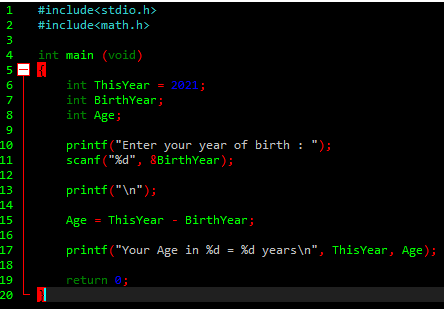 1 #include<stdio.h>
2 #include<math.h>
3
4 int main (void)
5 {
6 int ThisYear = 2021;
7 int BirthYear;
8 int Age;
9
10 printf("Enter your year of birth : ");
11 scanf("%d", &BirthYear);
12
13 printf("\n");
14
15 Age = ThisYear - BirthYear;
16
17 printf("Your Age in %d = %d years\n", ThisYear, Age);
18
19 return 0;
20 }